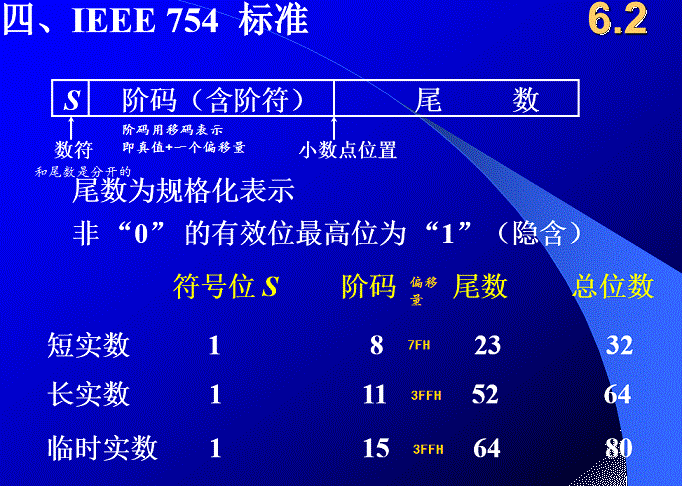 四、IEEE 754 标准 6.2
S 阶码（含阶符） 尾 数
阶码用移码表示
数符 即真值+一个偏移量 小数点位置
和尾数是分开的
尾数为规格化表示
非“0”的有效位最高位为“1”（隐含）
符号位 S 阶码 偏移量 尾数 总位数
短实数 1 8 7FH 23 32
长实数 1 11 3FFH 52 64
临时实数 1 15 3FFH 64 80